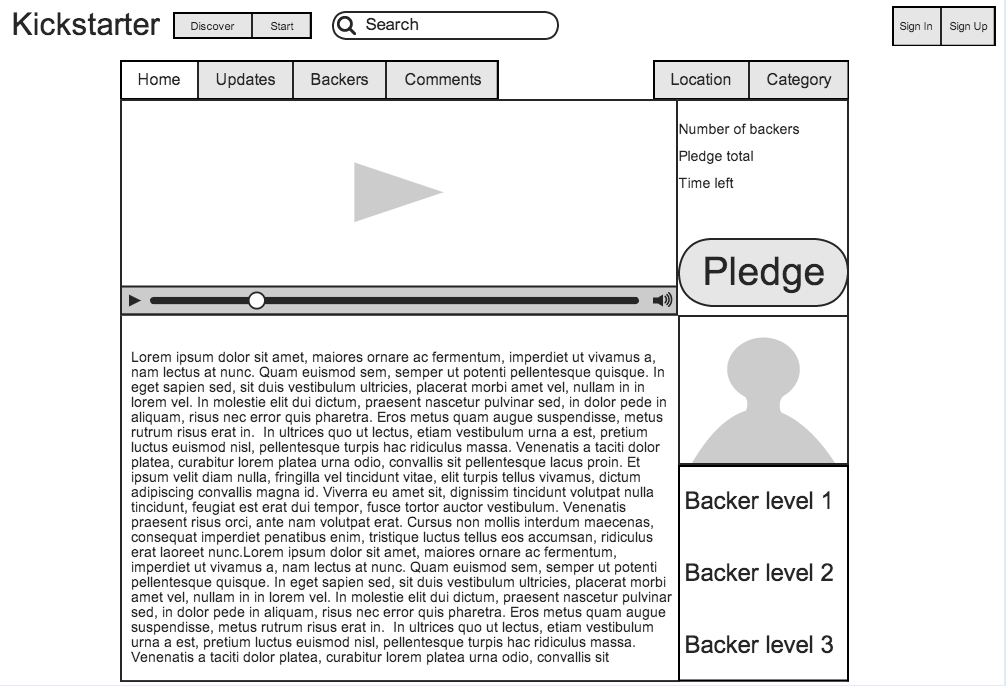 Kickstarter Discover Start Search Sign In Sign Up
Home Updates Backers Comments Location Category
Number of backers
Pledge total
Time left
Pledge
Lorem ipsum dolor sit amet, maiores ornare ac fermentum, imperdiet ut vivamus a,
nam lectus at nunc. Quam euismod sem, semper ut potenti pellentesque quisque. In
eget sapien sed, sit duis vestibulum ultricies, placerat morbi amet vel, nullam in in
lorem vel. In molestie elit dui dictum, praesent nascetur pulvinar sed, in dolor pede in
aliquam, risus nec error quis pharetra. Eros metus quam augue suspendisse, metus
rutrum risus erat in.  In ultrices quo ut lectus, etiam vestibulum urna a est, pretium
luctus euismod nisl, pellentesque turpis hac ridiculus massa. Venenatis a taciti dolor
platea, curabitur lorem platea urna odio, convallis sit pellentesque lacus proin. Et
ipsum velit diam nulla, fringilla vel tincidunt vitae, elit turpis tellus vivamus, dictum
adipiscing convallis magna id. Viverra eu amet sit, dignissim tincidunt volutpat nulla
tincidunt, feugiat est erat dui tempor, fusce tortor auctor vestibulum. Venenatis
praesent risus orci, ante nam volutpat erat. Cursus non mollis interdum maecenas,
consequat imperdiet penatibus enim, tristique luctus tellus eos accumsan, ridiculus
erat laoreet nunc.Lorem ipsum dolor sit amet, maiores ornare ac fermentum,
imperdiet ut vivamus a, nam lectus at nunc. Quam euismod sem, semper ut potenti
pellentesque quisque. In eget sapien sed, sit duis vestibulum ultricies, placerat morbi
amet vel, nullam in in lorem vel. In molestie elit dui dictum, praesent nascetur pulvinar
sed, in dolor pede in aliquam, risus nec error quis pharetra. Eros metus quam augue
suspendisse, metus rutrum risus erat in.  In ultrices quo ut lectus, etiam vestibulum
urna a est, pretium luctus euismod nisl, pellentesque turpis hac ridiculus massa.
Venenatis a taciti dolor platea, curabitur lorem platea urna odio, convallis sit
Backer level 1
Backer level 2
Backer level 3